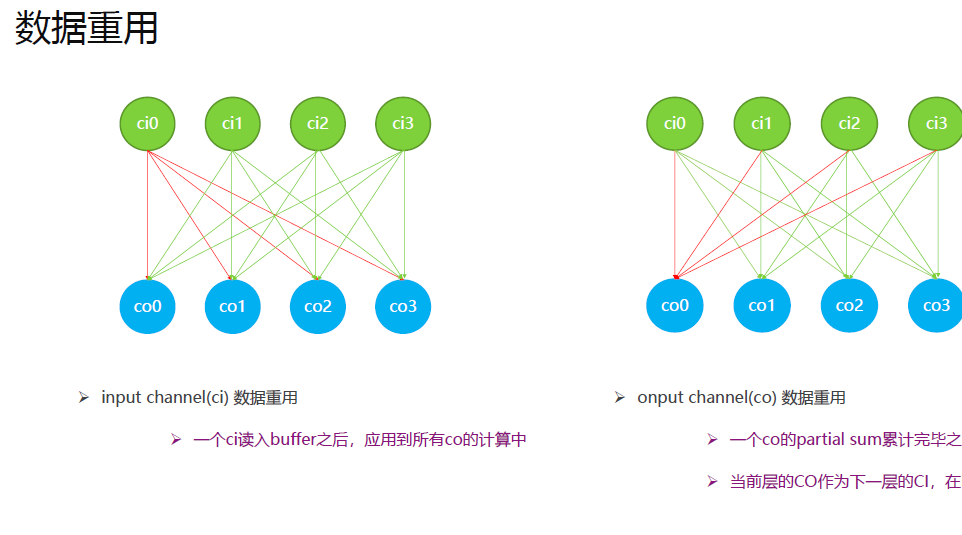 数据重用
ci0 ci1 ci2 ci3
co0 co1 co2 co3
ci0 ci1 ci2 ci3
co0 co1 co2 co3
input channel(ci) 数据重用
一个ci读入buffer之后，应用到所有co的计算中
onput channel(co) 数据重用
一个co的partial sum累计完毕之
当前层的CO作为下一层的CI，在